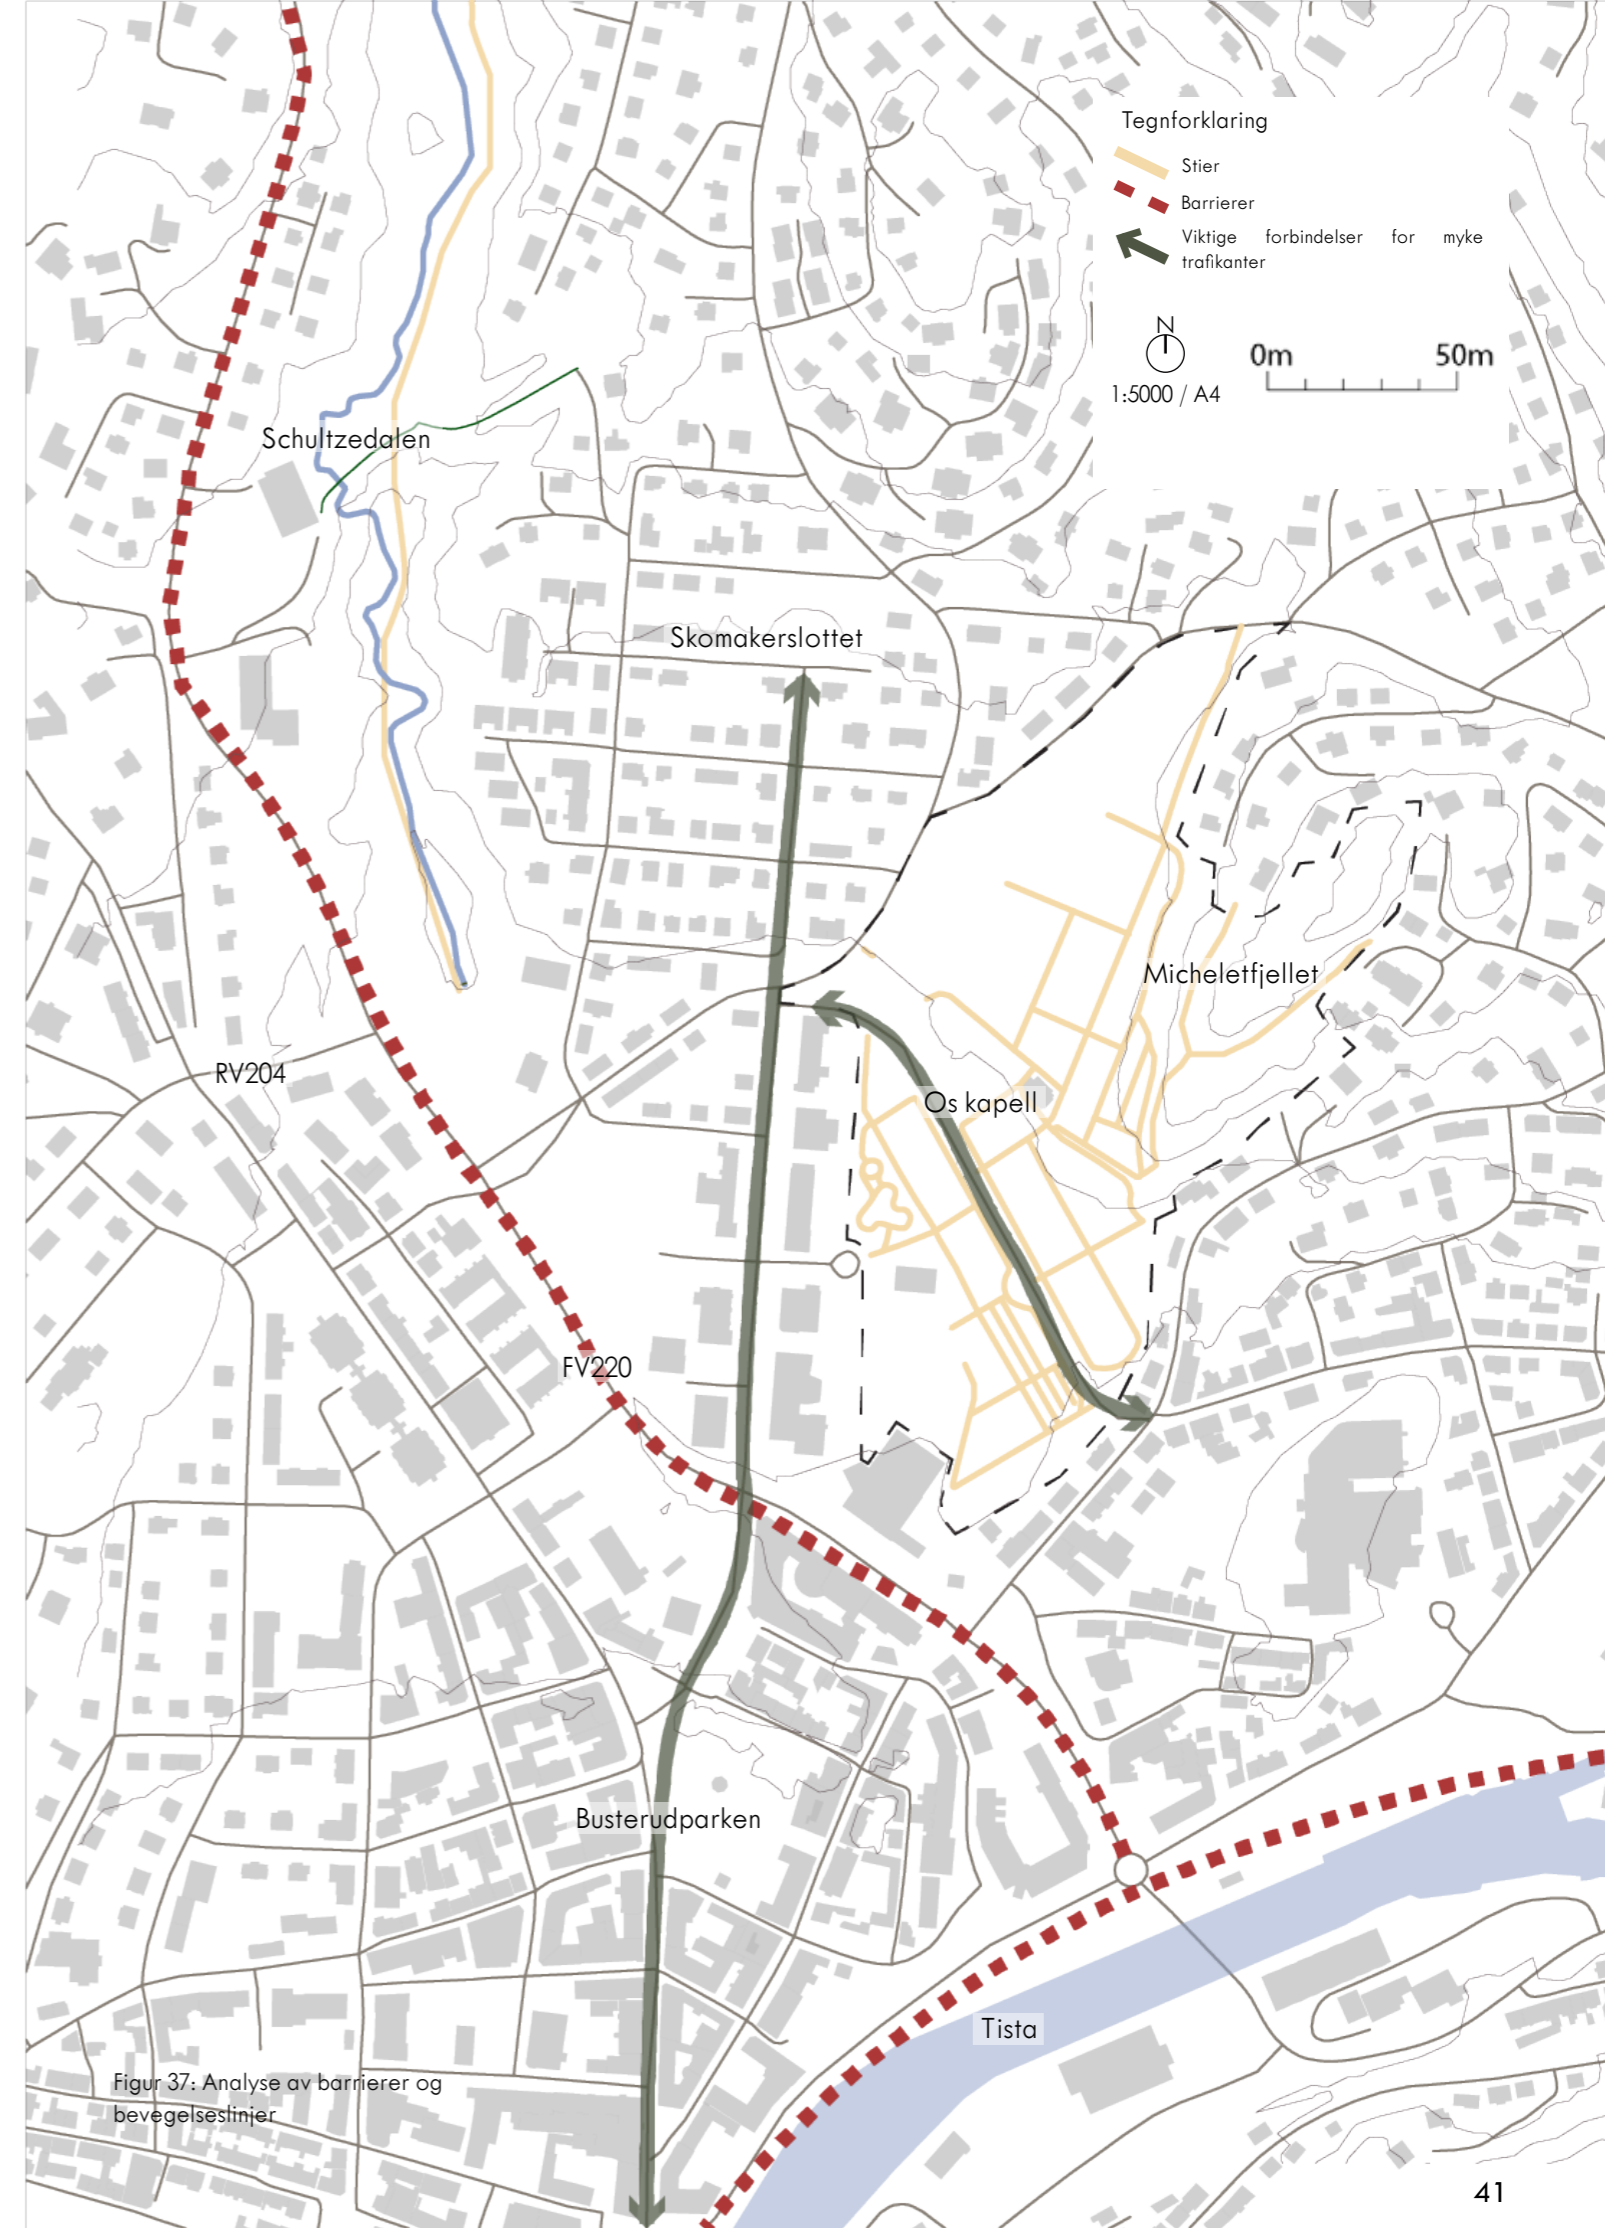 Tegnforklaring
Stier
Barrierer
Viktige forbindelser for myke
trafikanter
N
0m 50m
1:5000 / A4
Schultzedalen
Skomakerslottet
Micheletfjellet
RV204
Os kapell
FV220
Busterudparken
Tista
Figur 37: Analyse av barrierer og
bevegelseslinjer
41